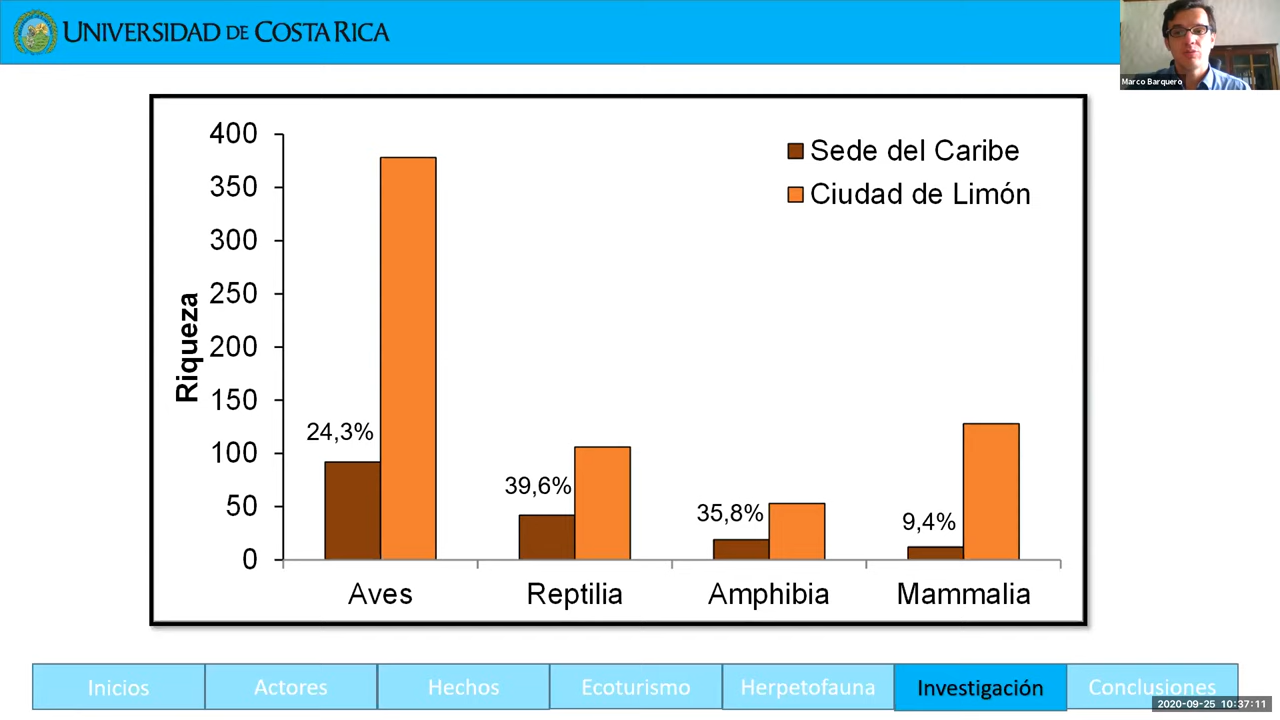 UNIVERSIDAD DE COSTA RICA
Marco Barquero
Sede del Caribe
Ciudad de Limón
Riqueza
400
350
300
250
200
150
100
50
0
24,3%
39,6%
35,8%
9,4%
Aves
Reptilia
Amphibia
Mammalia
Inicios
Actores
Hechos
Ecoturismo
Herpetofauna
Investigación
Conclusiones
2020-09-25 10:37:11